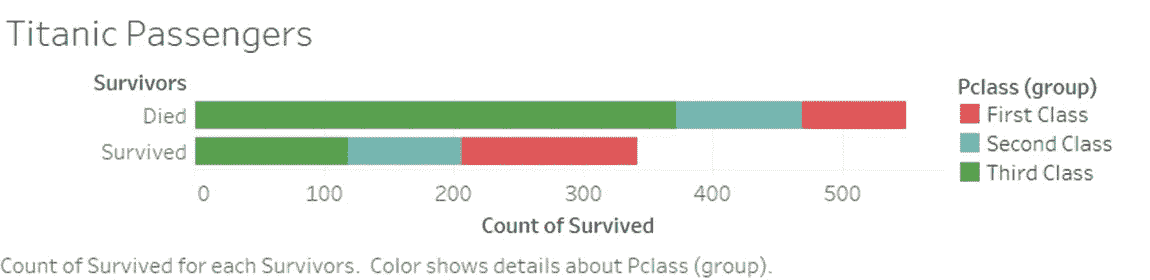 Titanic Passengers
Survivors
Died
Survived
0 100 200 300 400 500
Count of Survived
Pclass (group)
First Class
Second Class
Third Class
Count of Survived for each Survivors. Color shows details about Pclass (group).